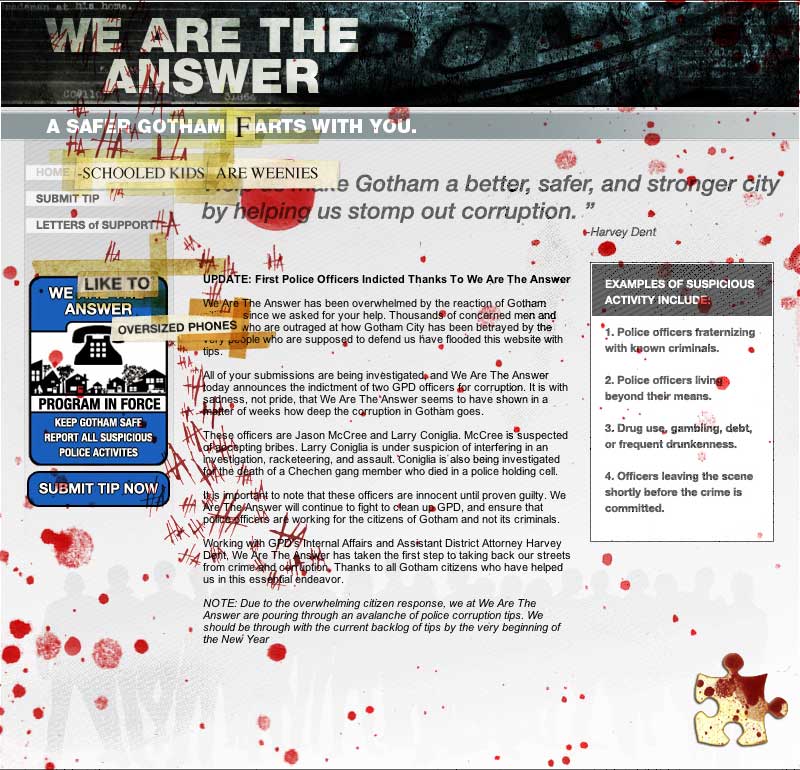 WE ARE THE
ANSWER
A SAFER GOTHAM FARTS WITH YOU.
HOME -SCHOOLED KIDS ARE WEENIES
SUBMIT TIP
LETTERS of SUPPORT
make Gotham a better, safer, and stronger city
by helping us stomp out corruption. ”
-Harvey Dent
WE ARE THE
LIKE TO
ANSWER
OVERSIZED PHONES
PROGRAM IN FORCE
KEEP GOTHAM SAFE
REPORT ALL SUSPICIOUS
POLICE ACTIVITES
SUBMIT TIP NOW
UPDATE: First Police Officers Indicted Thanks To We Are The Answer
We Are The Answer has been overwhelmed by the reaction of Gotham
since we asked for your help. Thousands of concerned men and
who are outraged at how Gotham City has been betrayed by the
very people who are supposed to defend us have flooded this website with
tips.
All of your submissions are being investigated, and We Are The Answer
today announces the indictment of two GPD officers for corruption. It is with
sadness, not pride, that We Are The Answer seems to have shown in a
matter of weeks how deep the corruption in Gotham goes.
These officers are Jason McCree and Larry Coniglia. McCree is suspected
of accepting bribes. Larry Coniglia is under suspicion of interfering in an
investigation, racketeering, and assault. Coniglia is also being investigated
for the death of a Chechen gang member who died in a police holding cell.
It is important to note that these officers are innocent until proven guilty. We
Are The Answer will continue to fight to clean up GPD, and ensure that
police officers are working for the citizens of Gotham and not its criminals.
Working with GPD's Internal Affairs and Assistant District Attorney Harvey
Dent, We Are The Answer has taken the first step to taking back our streets
from crime and corruption. Thanks to all Gotham citizens who have helped
us in this essential endeavor.
NOTE: Due to the overwhelming citizen response, we at We Are The
Answer are pouring through an avalanche of police corruption tips. We
should be through with the current backlog of tips by the very beginning of
the New Year
EXAMPLES OF SUSPICIOUS
ACTIVITY INCLUDE:
1. Police officers fraternizing
with known criminals.
2. Police officers living
beyond their means.
3. Drug use, gambling, debt,
or frequent drunkenness.
4. Officers leaving the scene
shortly before the crime is
committed.